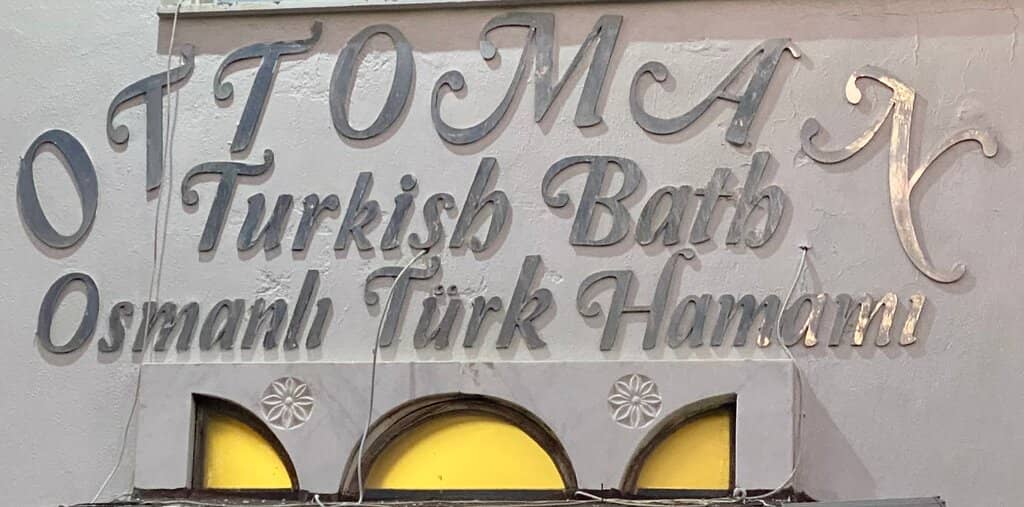 OTTOMAN
Turkish Bath
Osmanlı Türk Hamamı